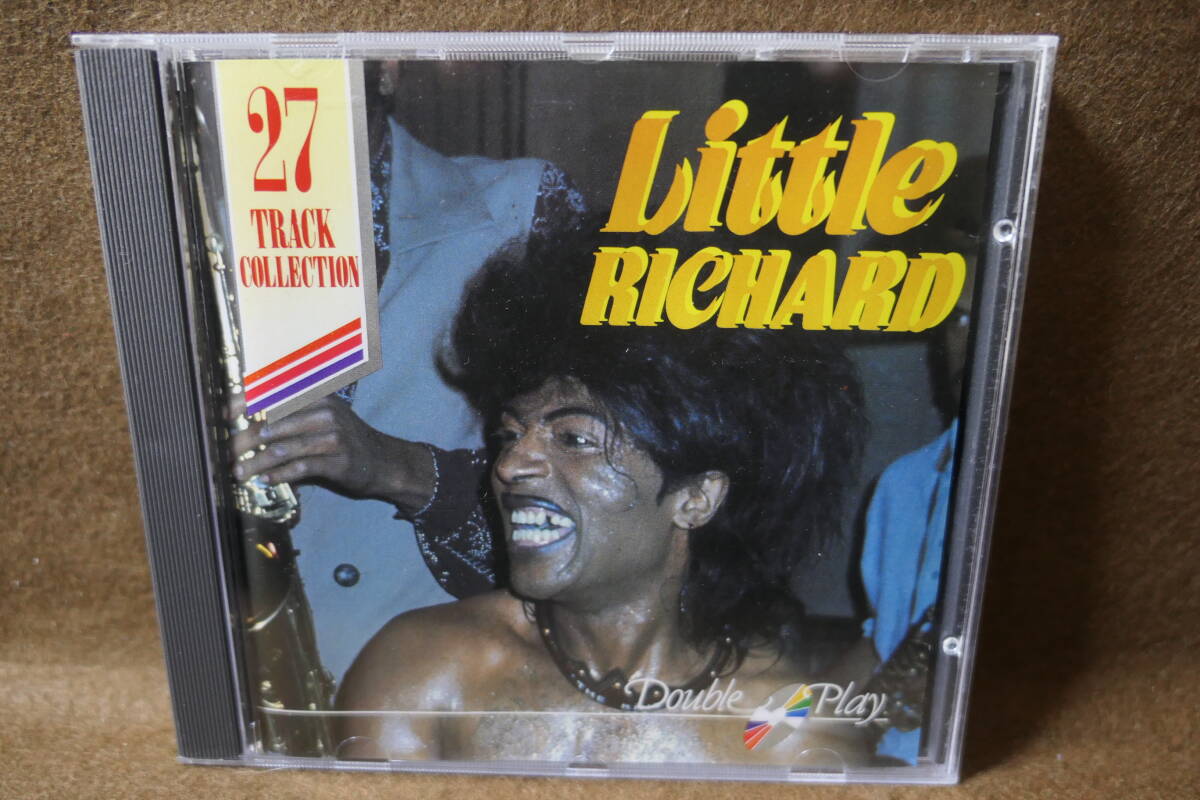 27
TRACK
COLLECTION
Little
RICHARD
Double Play